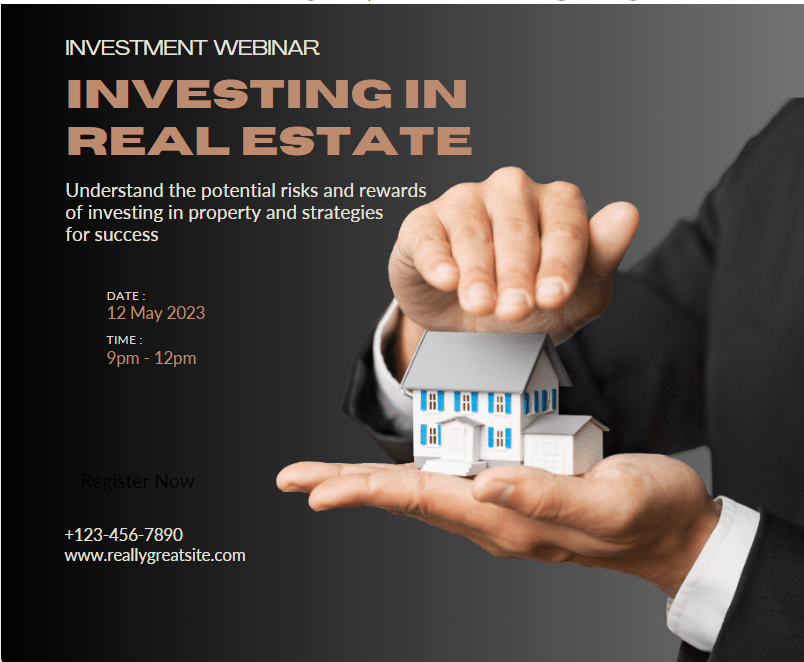 INVESTMENT WEBINAR
INVESTING IN
REAL ESTATE
Understand the potential risks and rewards
of investing in property and strategies
for success
DATE :
12 May 2023
TIME :
9pm - 12pm
Register Now
+123-456-7890
www.reallygreatsite.com